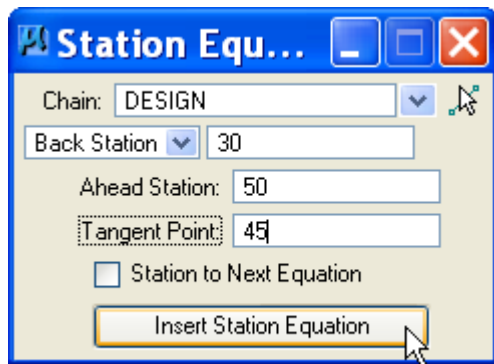 Station Equ...
Chain: DESIGN
Back Station 30
Ahead Station: 50
Tangent Point: 45
Station to Next Equation
Insert Station Equation